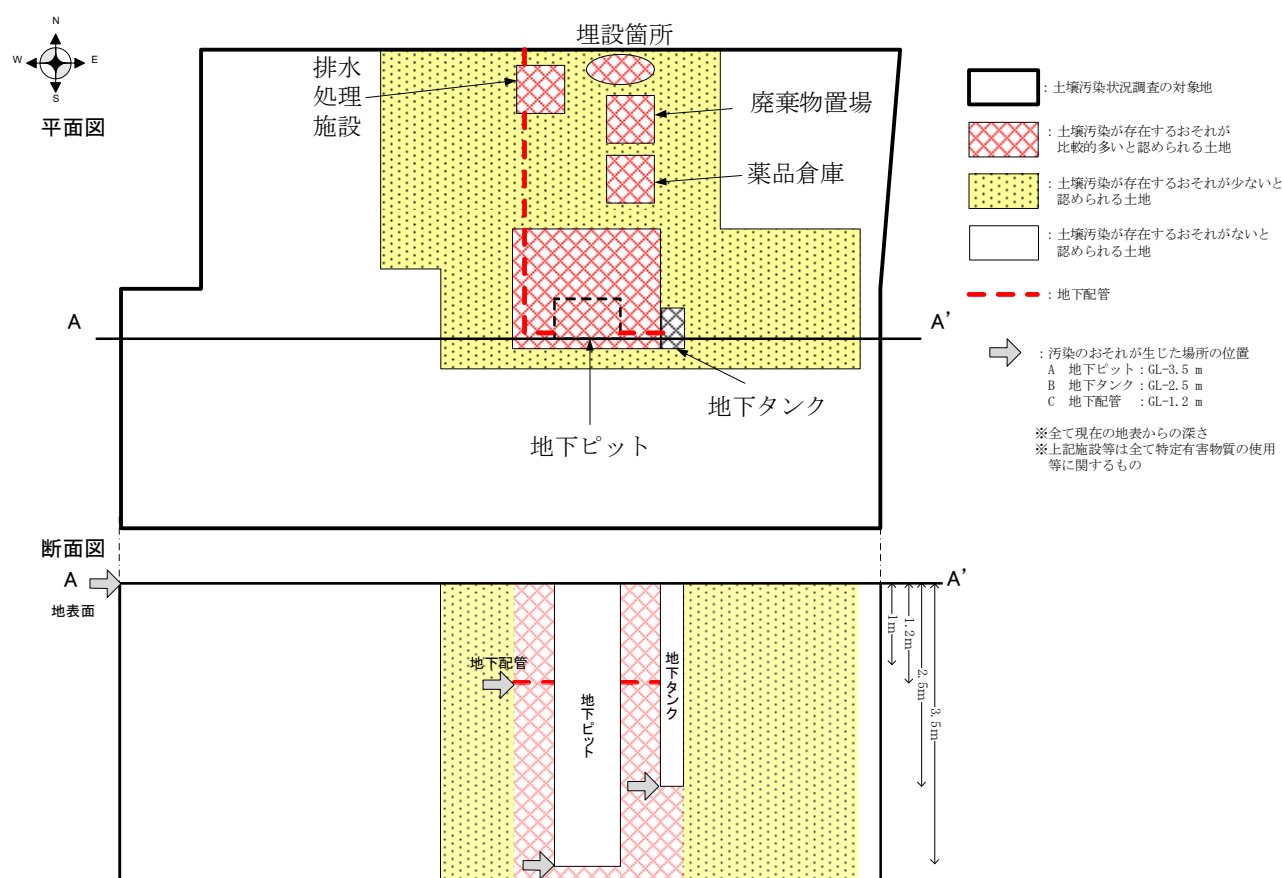 N
W
E
S
平面図
埋設箇所
排水
処理
施設
廃棄物置場
薬品倉庫
A
A’
地下タンク
地下ピット
：土壌汚染状況調査の対象地
：土壌汚染が存在するおそれが
比較的多いと認められる土地
：土壌汚染が存在するおそれが少ないと
認められる土地
：土壌汚染が存在するおそれがないと
認められる土地
：地下配管
：汚染のおそれが生じた場所の位置
A 地下ピット：GL-3.5 m
B 地下タンク：GL-2.5 m
C 地下配管 ：GL-1.2 m
※全て現在の地表からの深さ
※上記施設等は全て特定有害物質の使用
等に関するもの
断面図
A
A’
地表面
地下配管
地下ピット
地下タンク
1m
1.2m
2.5m
3.5m